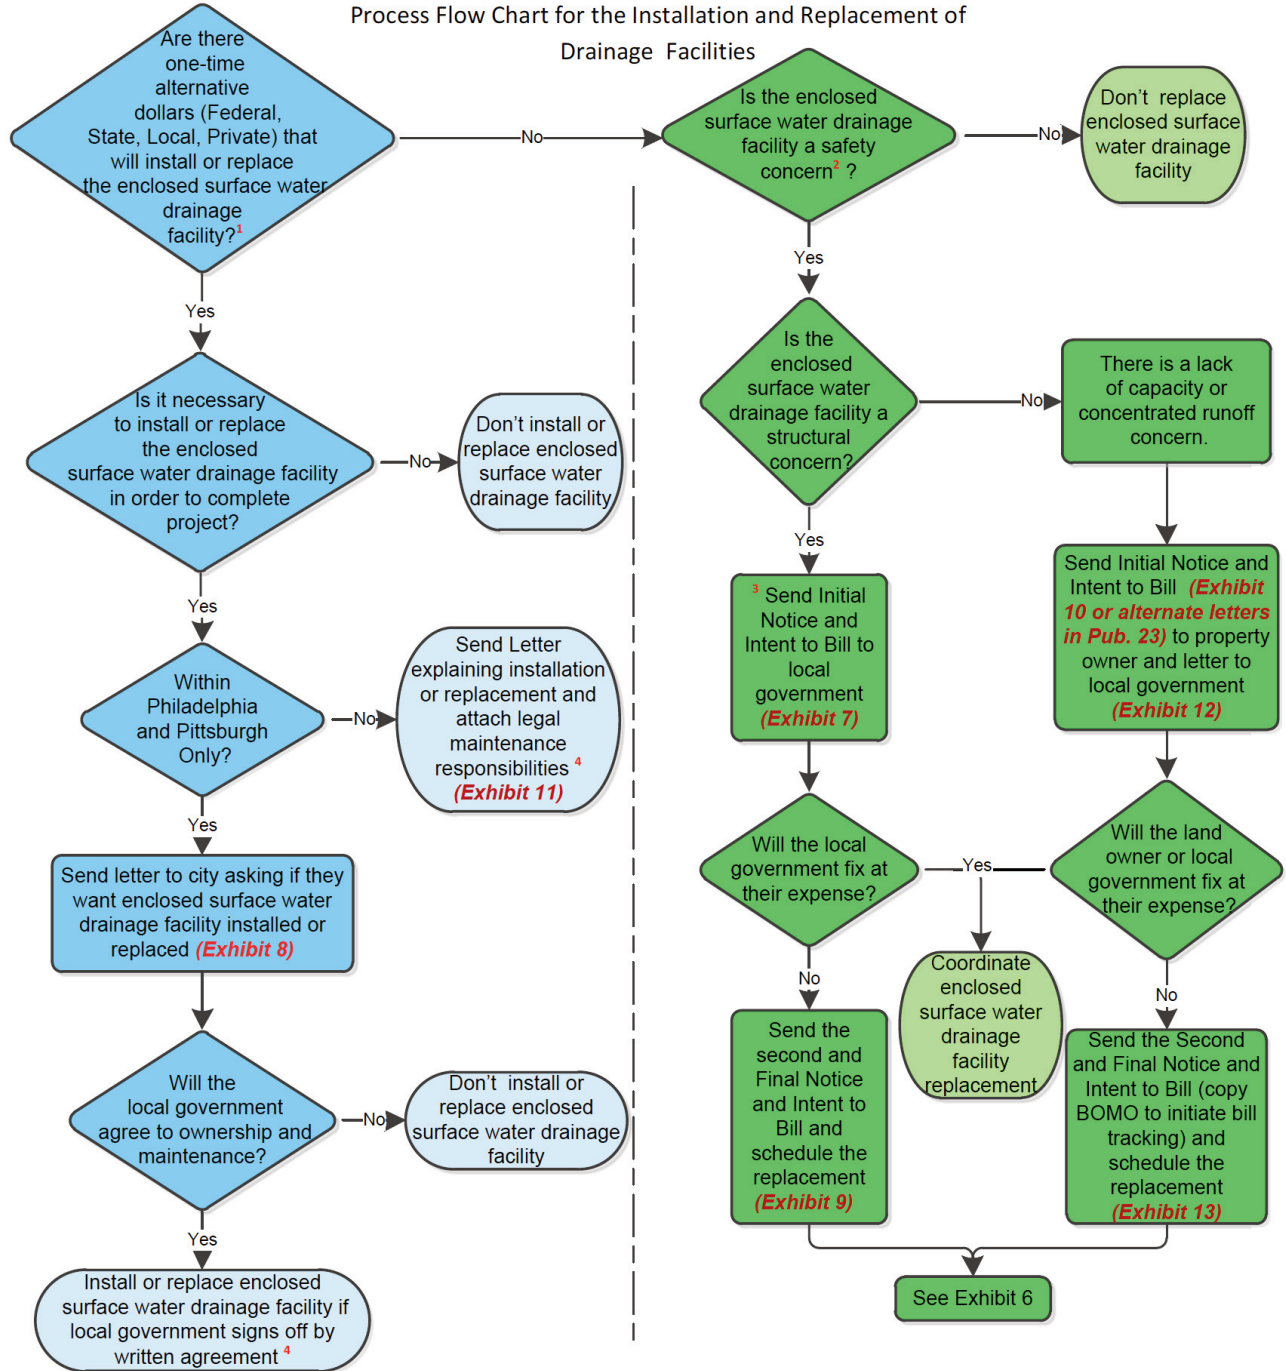 Process Flow Chart for the Installation and Replacement of
Drainage Facilities
Are there
one-time
alternative
dollars (Federal,
State, Local, Private) that
will install or replace
the enclosed surface water
drainage
facility?1
No
Yes
Is it necessary
to install or replace
the enclosed
surface water drainage facility
in order to complete
project?
No
Don't install or
replace enclosed
surface water
drainage facility
Yes
Within
Philadelphia
and Pittsburgh
Only?
No
Send Letter
explaining installation
or replacement and
attach legal
maintenance
responsibilities 4
(Exhibit 11)
Yes
Send letter to city asking if they
want enclosed surface water
drainage facility installed or
replaced (Exhibit 8)
Will the
local government
agree to ownership and
maintenance?
No
Don't install or
replace enclosed
surface water drainage
facility
Yes
Install or replace enclosed
surface water drainage facility if
local government signs off by
written agreement 4
Is the enclosed
surface water drainage
facility a safety
concern2 ?
No
Don't replace
enclosed surface
water drainage
facility
Yes
Is the
enclosed
surface water
drainage facility a
structural
concern?
No
There is a lack
of capacity or
concentrated runoff
concern.
Yes
3 Send Initial
Notice and
Intent to Bill to
local
government
(Exhibit 7)
Send Initial Notice and
Intent to Bill (Exhibit
10 or alternate letters
in Pub. 23) to property
owner and letter to
local government
(Exhibit 12)
Will the local
government fix at
their expense?
Yes
Will the land
owner or local
government fix at
their expense?
No
Coordinate
enclosed
surface water
drainage
facility
replacement
No
Send the
second and
Final Notice
and Intent to
Bill and
schedule the
replacement
(Exhibit 9)
Send the Second
and Final Notice and
Intent to Bill (copy
BOMO to initiate bill
tracking) and
schedule the
replacement
(Exhibit 13)
See Exhibit 6